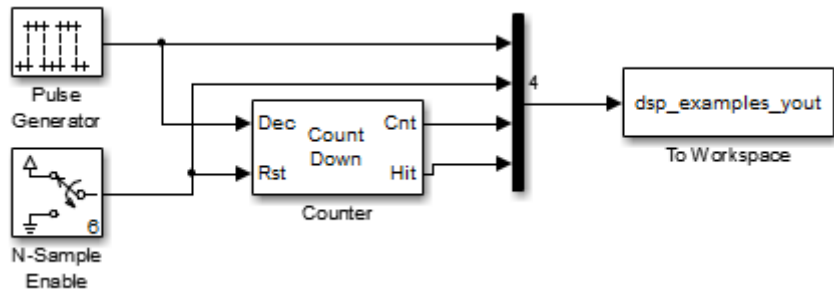 Pulse
Generator
6
N-Sample
Enable
Dec
Rst
Count
Down
Cnt
Hit
Counter
4
dsp_examples_yout
To Workspace